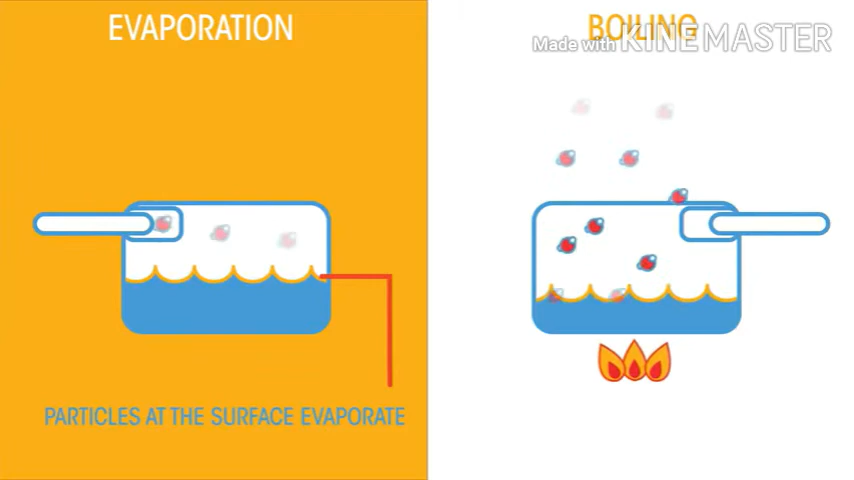 EVAPORATION
BOILING
Made with KINEMASTER
PARTICLES AT THE SURFACE EVAPORATE